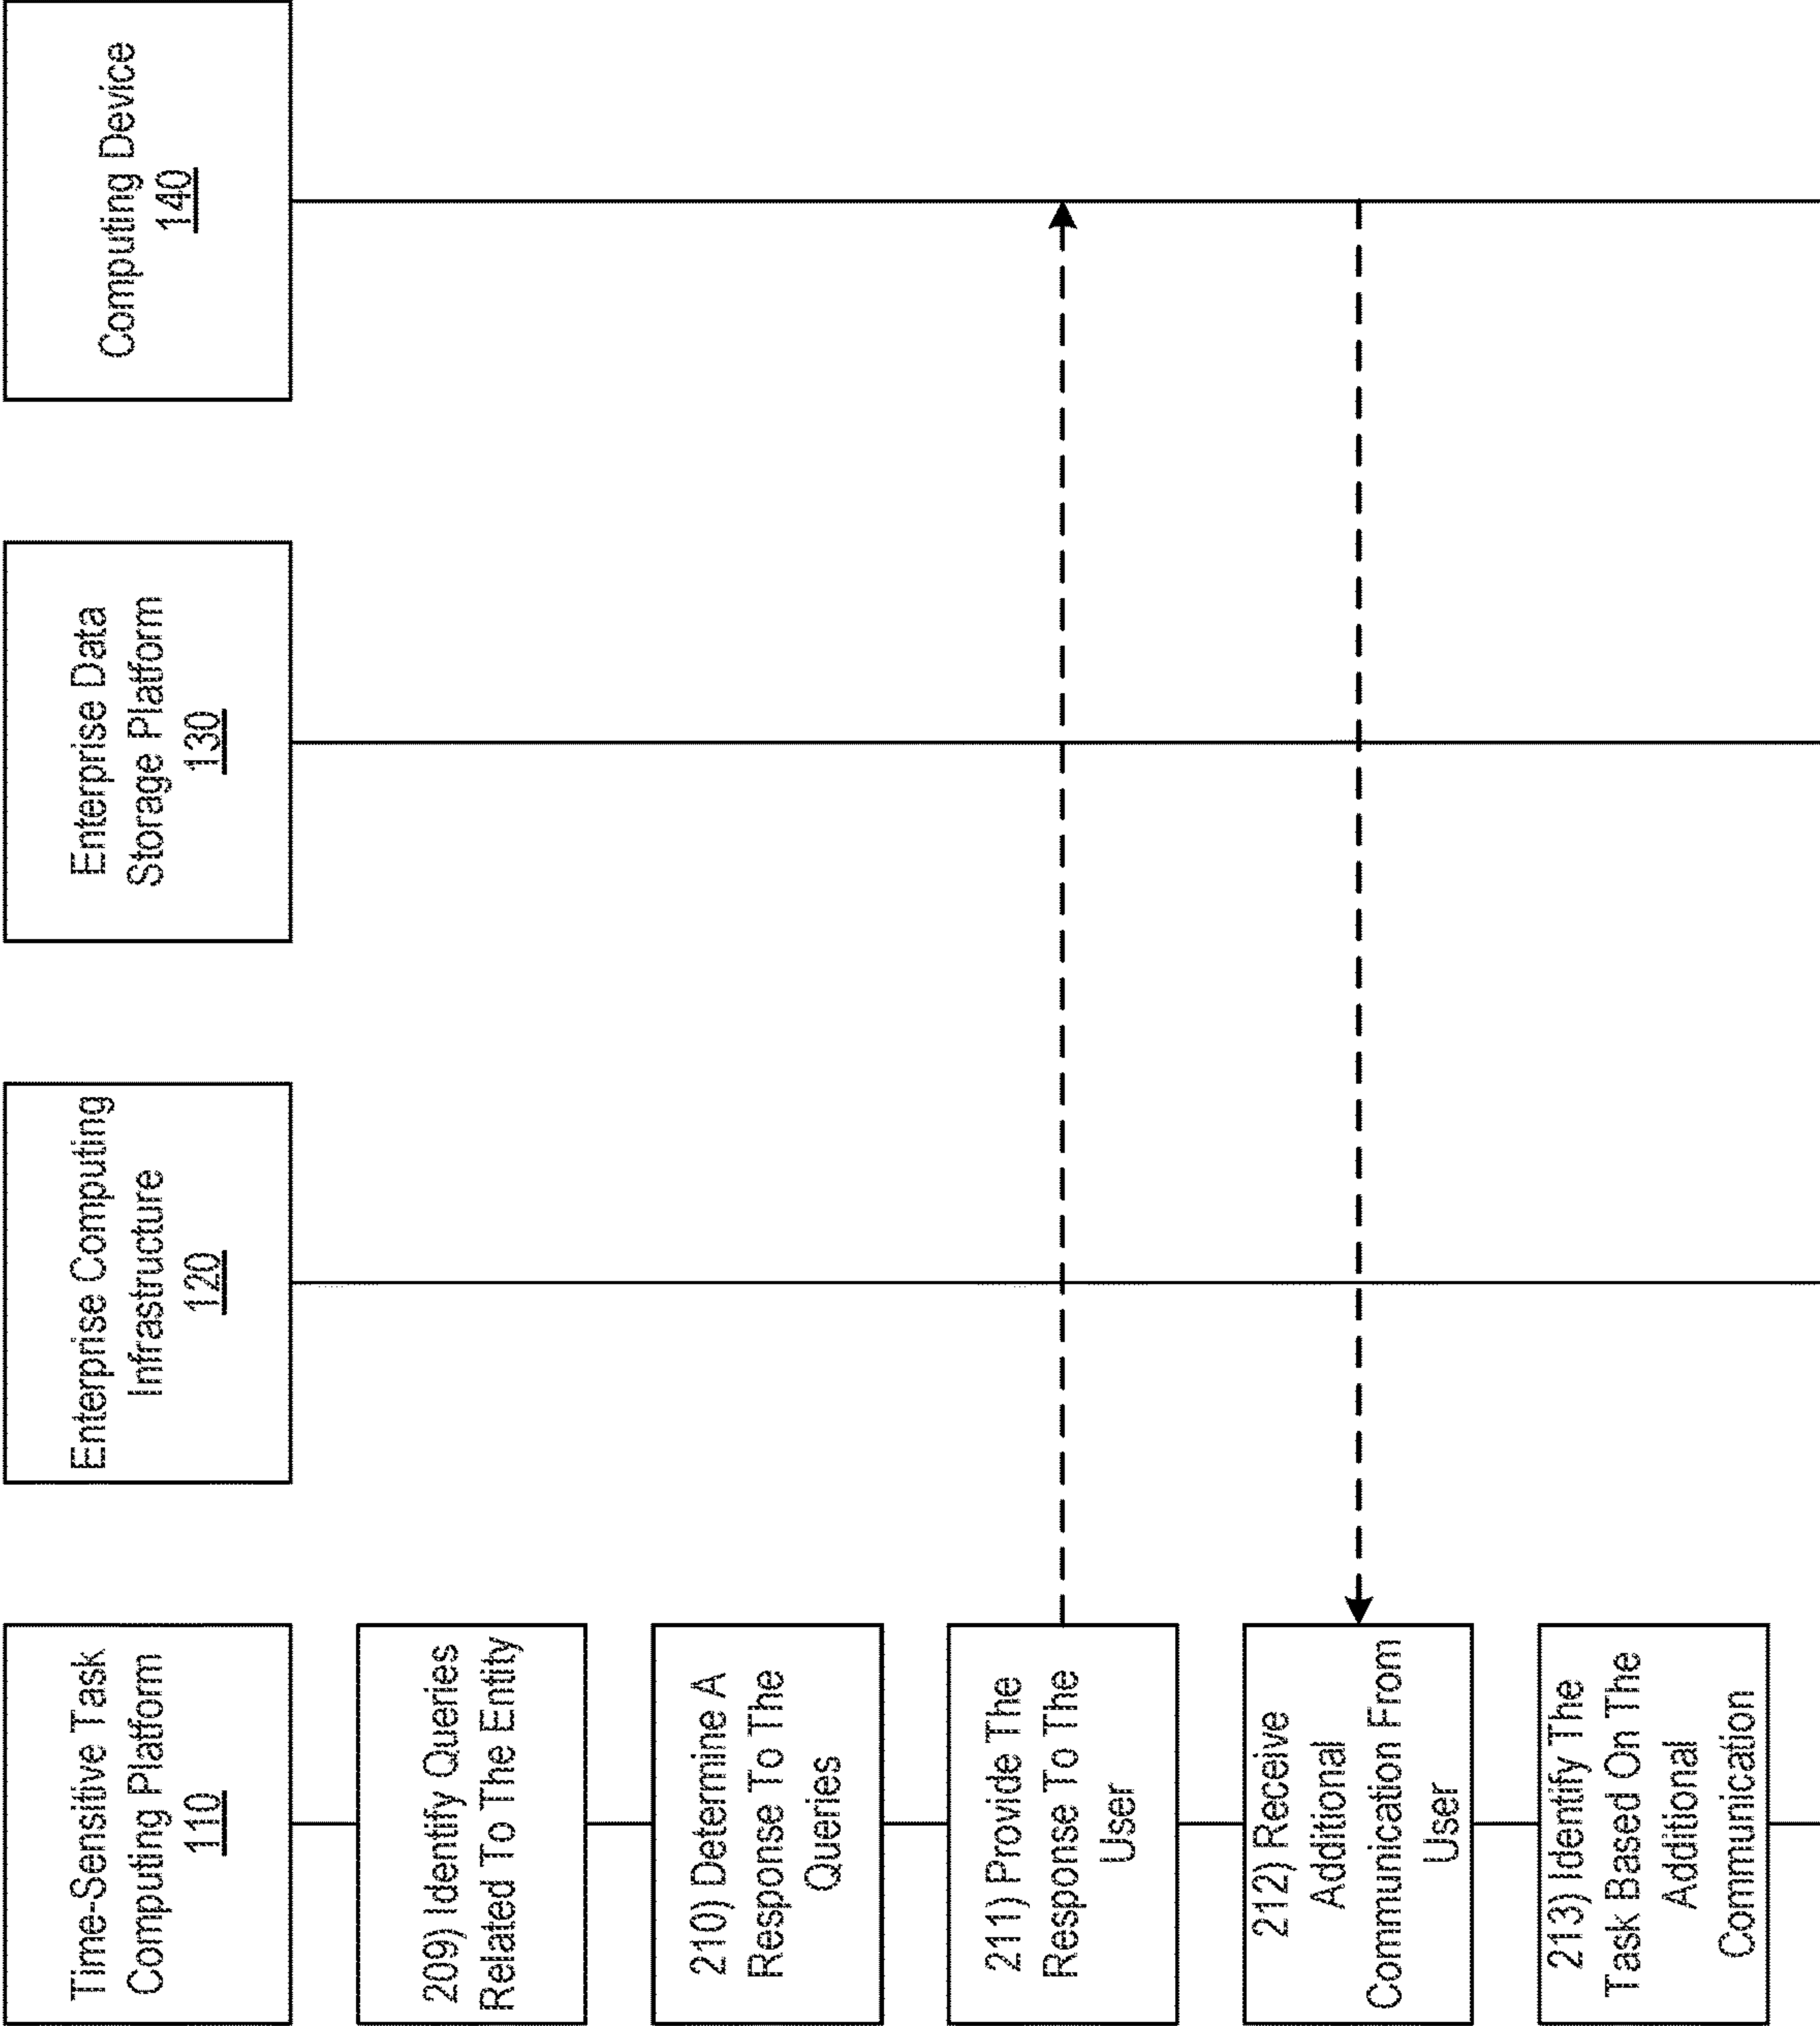 Time-Sensitive Task
Computing Platform
110
Enterprise Computing
Infrastructure
120
Enterprise Data
Storage Platform
130
Computing Device
140
209) Identify Queries
Related To The Entity
210) Determine A
Response To The
Queries
211) Provide The
Response To The
User
212) Receive
Additional
Communication From
User
213) Identify The
Task Based On The
Additional
Communication